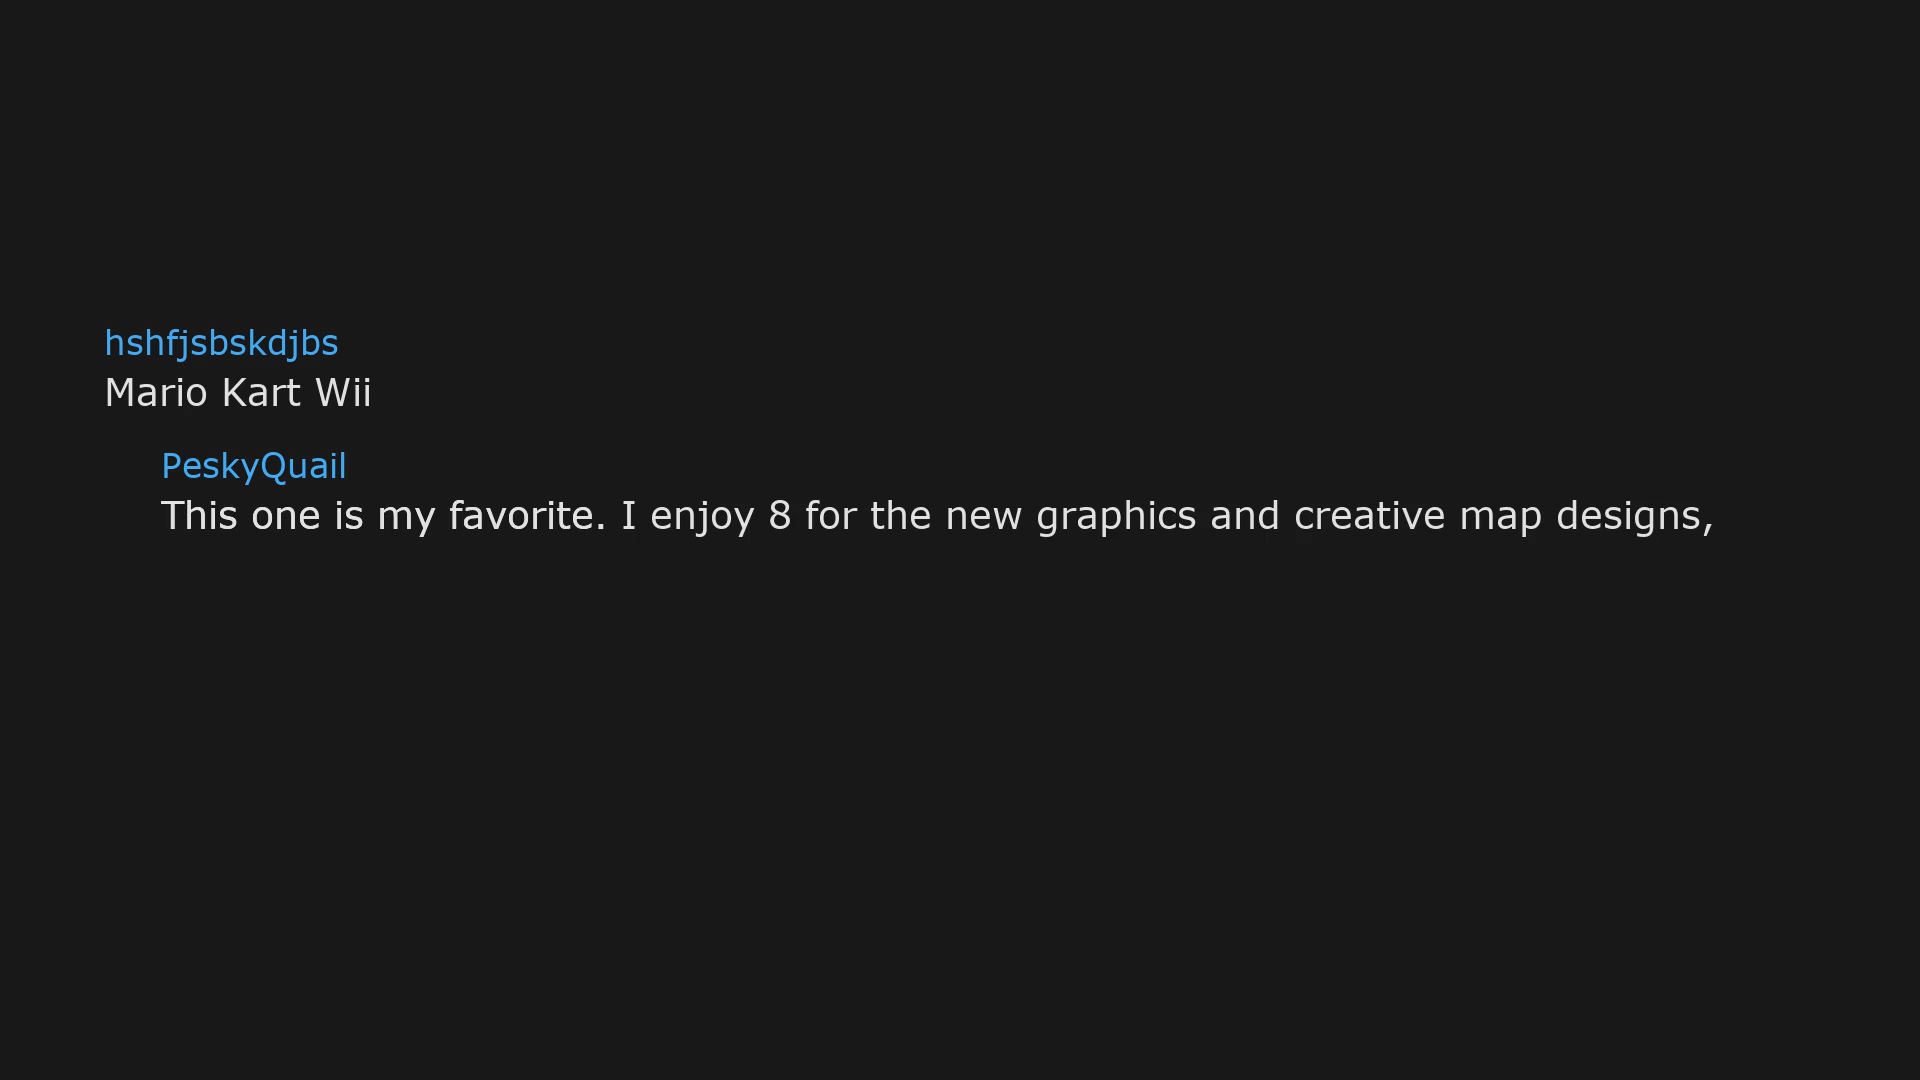 hshfjsbskdjbs
Mario Kart Wii
PeskyQuail
This one is my favorite. I enjoy 8 for the new graphics and creative map designs,